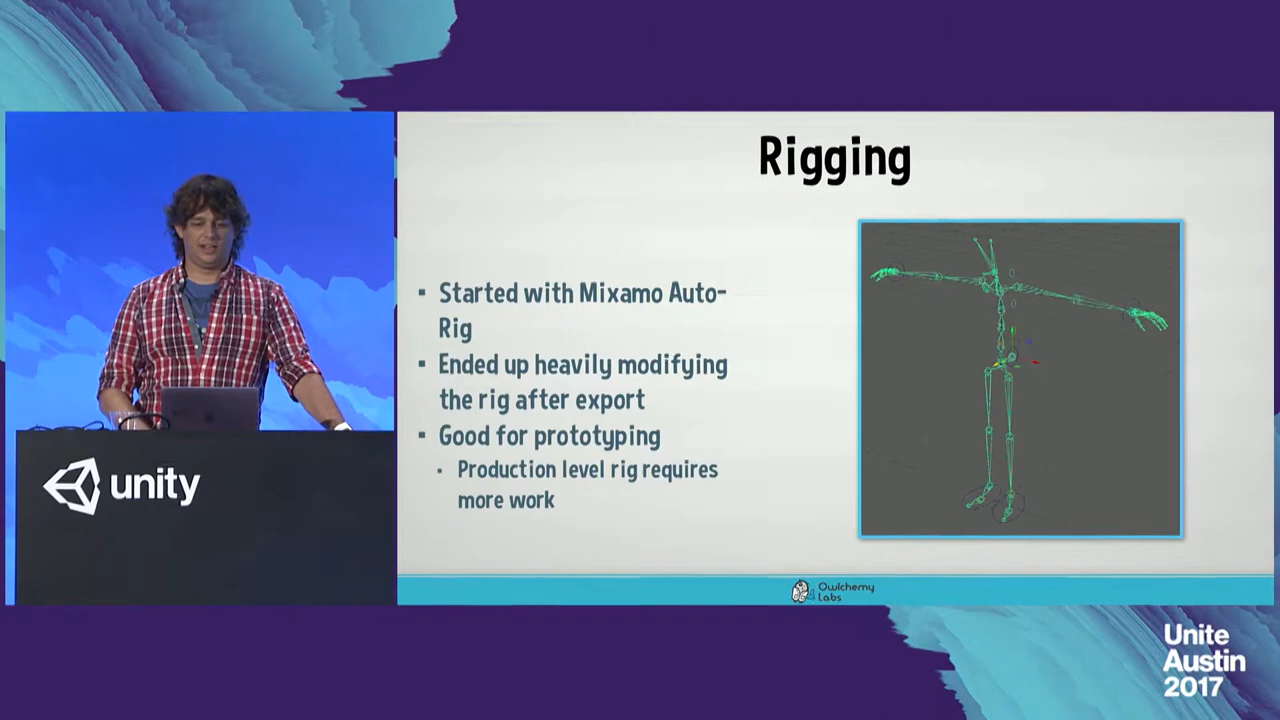 Rigging
▪ Started with Mixamo Auto-
Rig
▪ Ended up heavily modifying
the rig after export
▪ Good for prototyping
▪ Production level rig requires
more work
unity
Owlchemy
Labs
Unite
Austin
2017